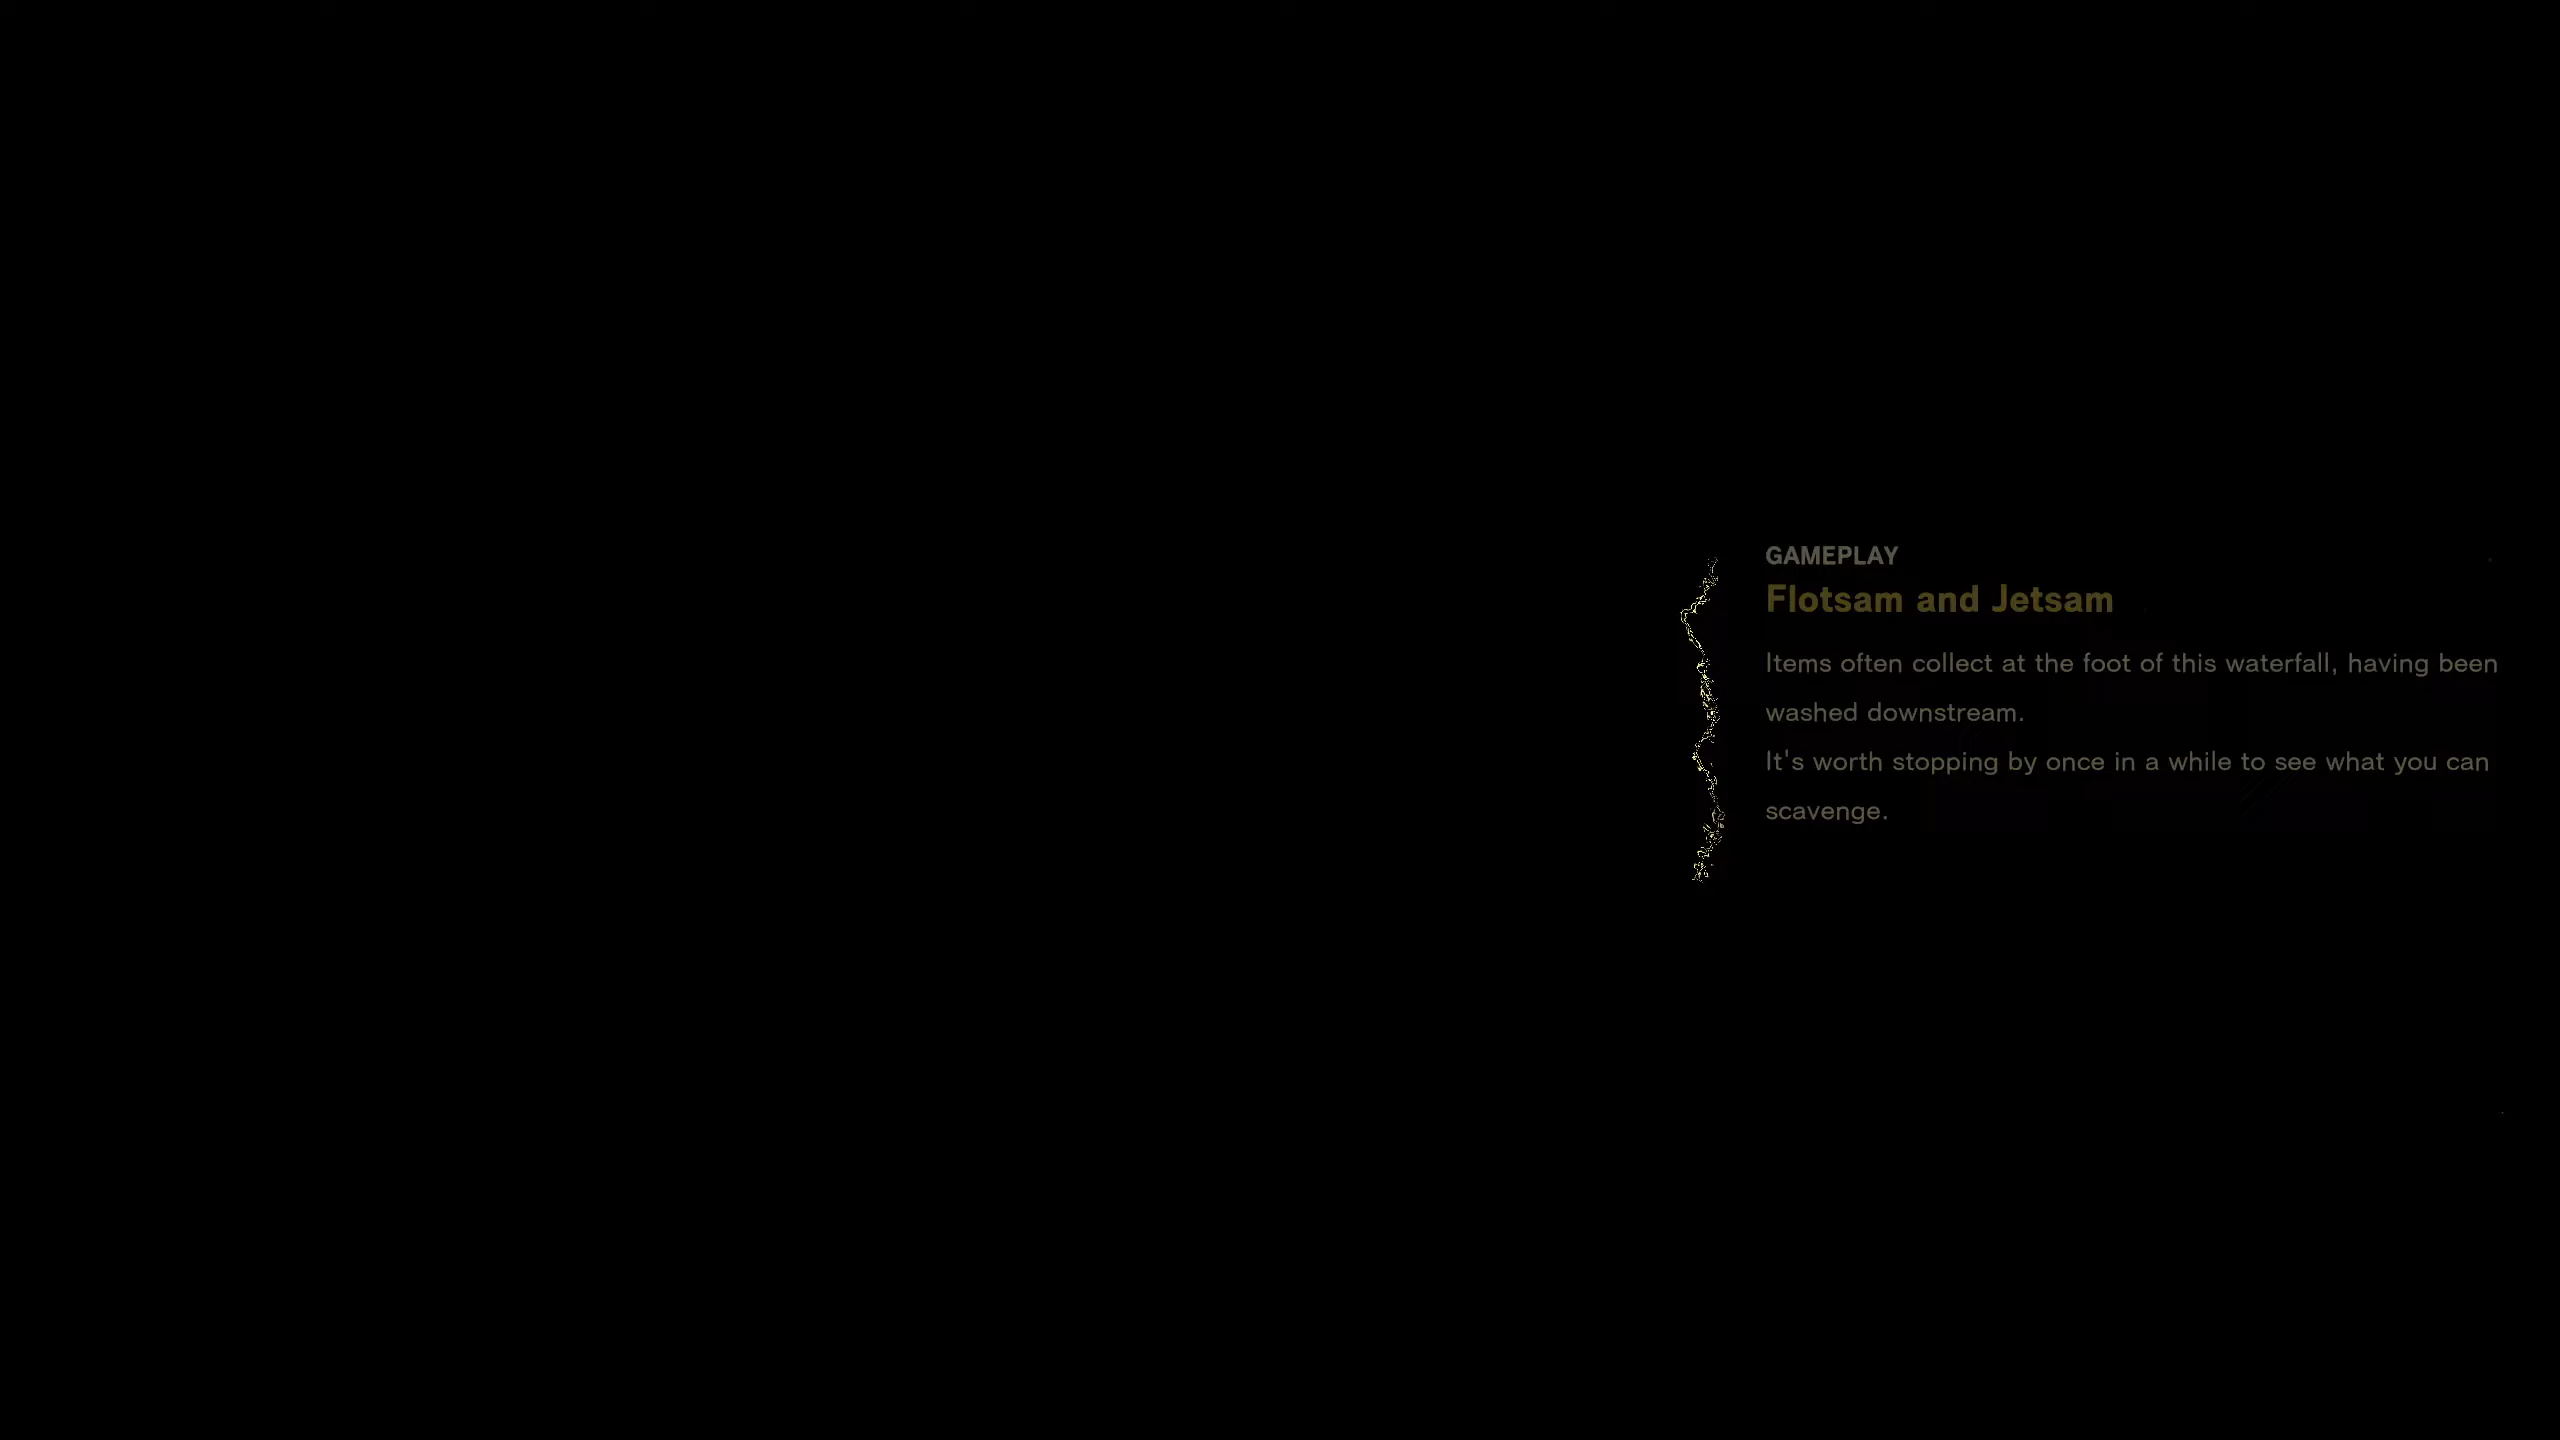 GAMEPLAY
Flotsam and Jetsam
Items often collect at the foot of this waterfall, having been
washed downstream.
It's worth stopping by once in a while to see what you can
scavenge.